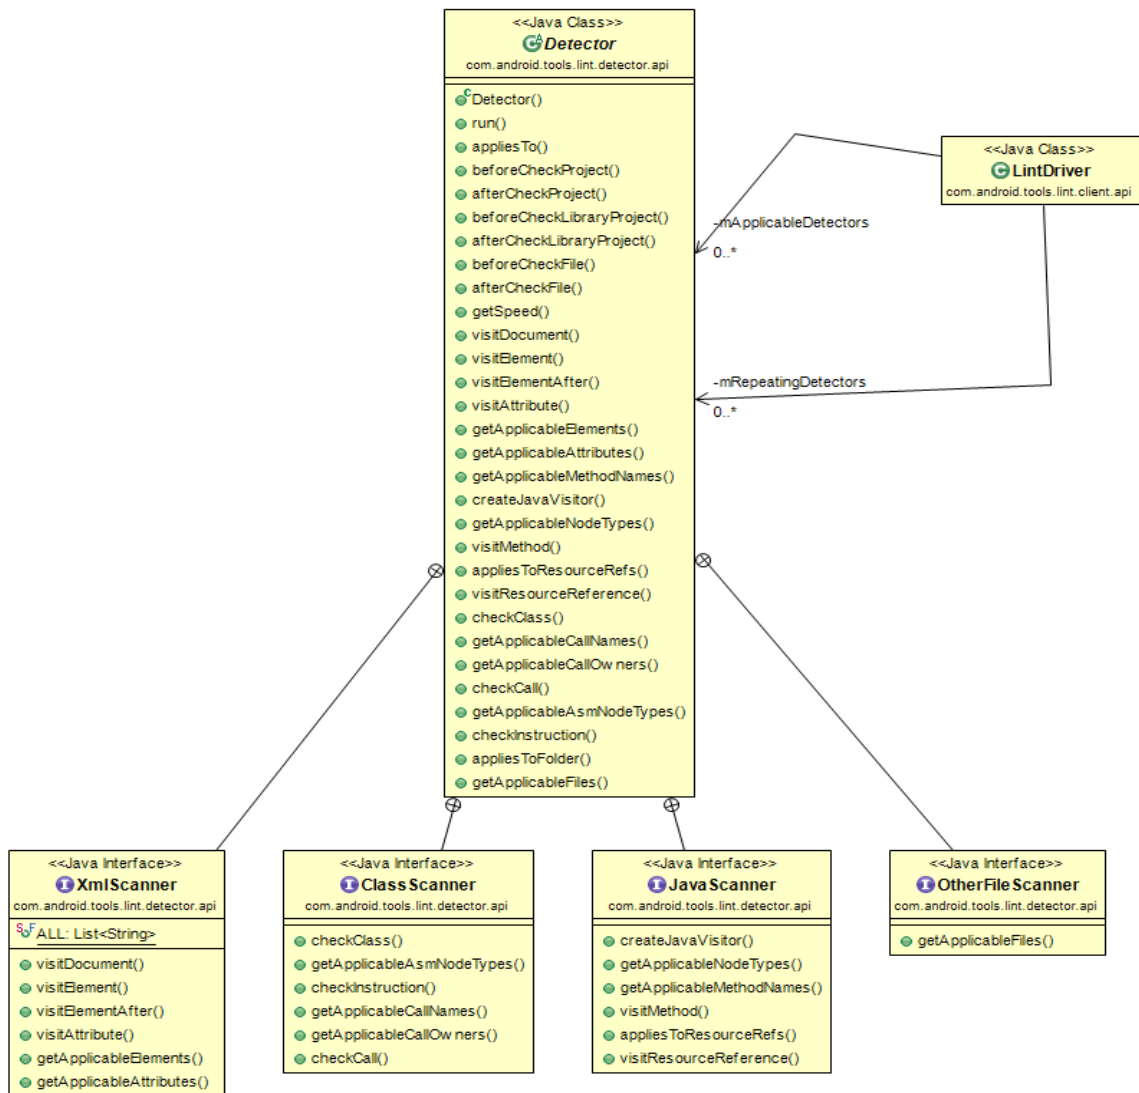 <<Java Class>>
Detector
com.android.tools.lint.detector.api
Detector()
run()
appliesTo()
beforeCheckProject()
afterCheckProject()
beforeCheckLibraryProject()
afterCheckLibraryProject()
beforeCheckFile()
afterCheckFile()
getSpeed()
visitDocument()
visitElement()
visitElementAfter()
visitAttribute()
getApplicableElements()
getApplicableAttributes()
getApplicableMethodNames()
createJavaVisitor()
getApplicableNodeTypes()
visitMethod()
appliesToResourceRefs()
visitResourceReference()
checkClass()
getApplicableCallNames()
getApplicableCallOwners()
checkCall()
getApplicableAsmNodeTypes()
checkInstruction()
appliesToFolder()
getApplicableFiles()
<<Java Class>>
LintDriver
com.android.tools.lint.client.api
-mApplicableDetectors
0..*
-mRepeatingDetectors
0..*
<<Java Interface>>
XmlScanner
com.android.tools.lint.detector.api
ALL: List<String>
visitDocument()
visitElement()
visitElementAfter()
visitAttribute()
getApplicableElements()
getApplicableAttributes()
<<Java Interface>>
ClassScanner
com.android.tools.lint.detector.api
checkClass()
getApplicableAsmNodeTypes()
checkInstruction()
getApplicableCallNames()
getApplicableCallOwners()
checkCall()
<<Java Interface>>
JavaScanner
com.android.tools.lint.detector.api
createJavaVisitor()
getApplicableNodeTypes()
getApplicableMethodNames()
visitMethod()
appliesToResourceRefs()
visitResourceReference()
<<Java Interface>>
OtherFileScanner
com.android.tools.lint.detector.api
getApplicableFiles()